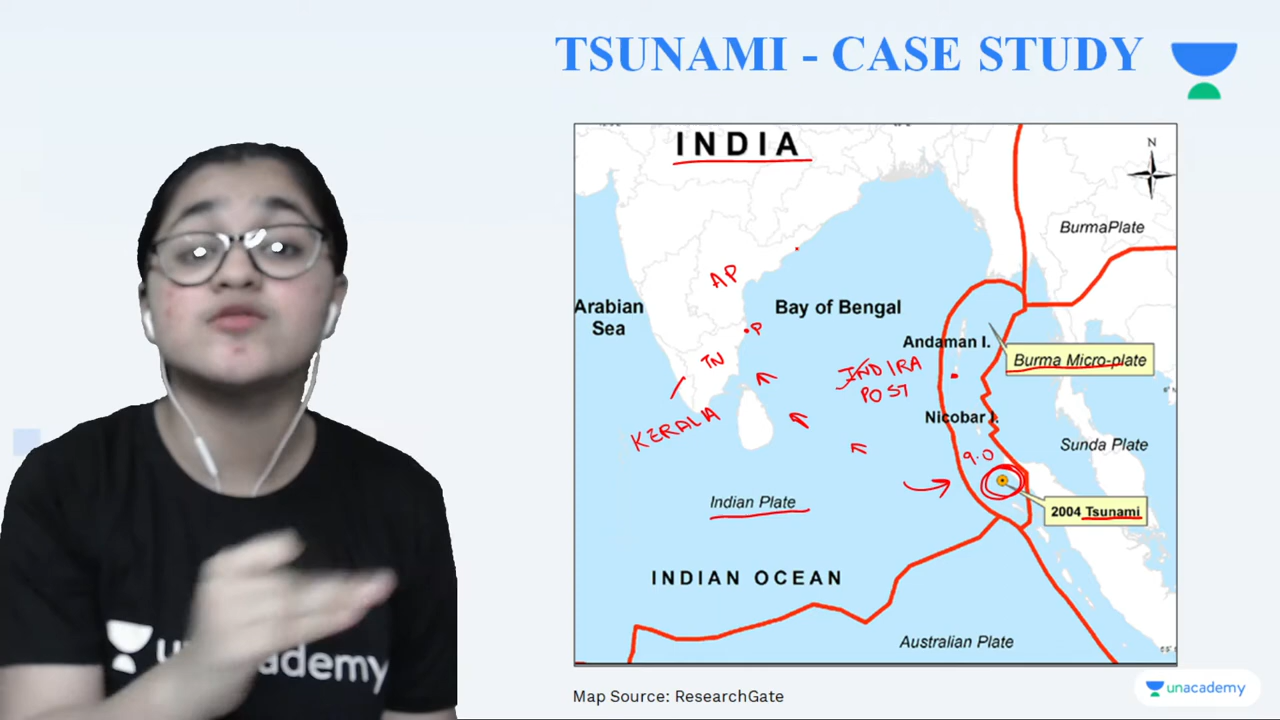 TSUNAMI - CASE STUDY
INDIA
N
BurmaPlate
AP
Arabian
Sea
Bay of Bengal
P
Andaman I.
Burma Micro-plate
TN
INDIRA
POST
KERALA
Nicobar I.
Sunda Plate
9.0
Indian Plate
2004 Tsunami
INDIAN OCEAN
Australian Plate
unacademy
Map Source: ResearchGate
unacademy